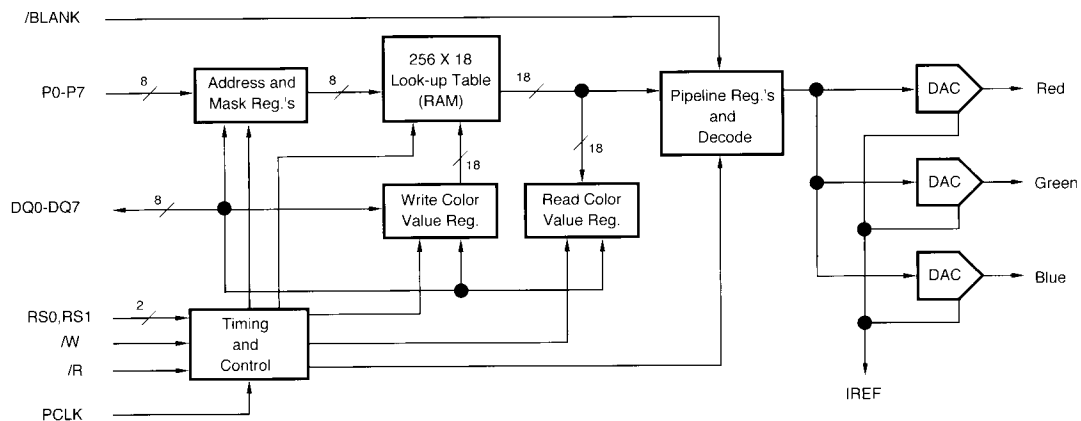 /BLANK
256 X 18
Look-up Table
(RAM)
P0-P7
8
Address and
Mask Reg.'s
8
18
Pipeline Reg.'s
and
Decode
DAC
Red
18
18
DAC
Green
DQ0-DQ7
8
Write Color
Value Reg.
Read Color
Value Reg.
DAC
Blue
RS0,RS1
2
/W
/R
Timing
and
Control
IREF
PCLK